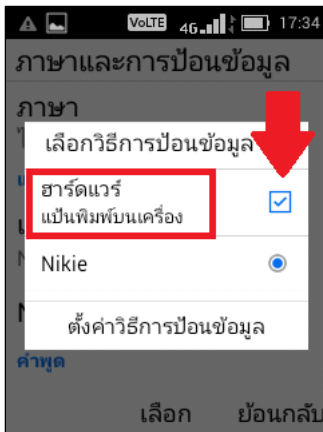 VoLTE 4G 17:34
ภาษาและการป้อนข้อมูล
ภาษา
เลือกวิธีการป้อนข้อมูล
ฮาร์ดแวร์
แป้นพิมพ์บนเครื่อง
Nikie
ตั้งค่าวิธีการป้อนข้อมูล
คำพูด
เลือก ย้อนกลับ